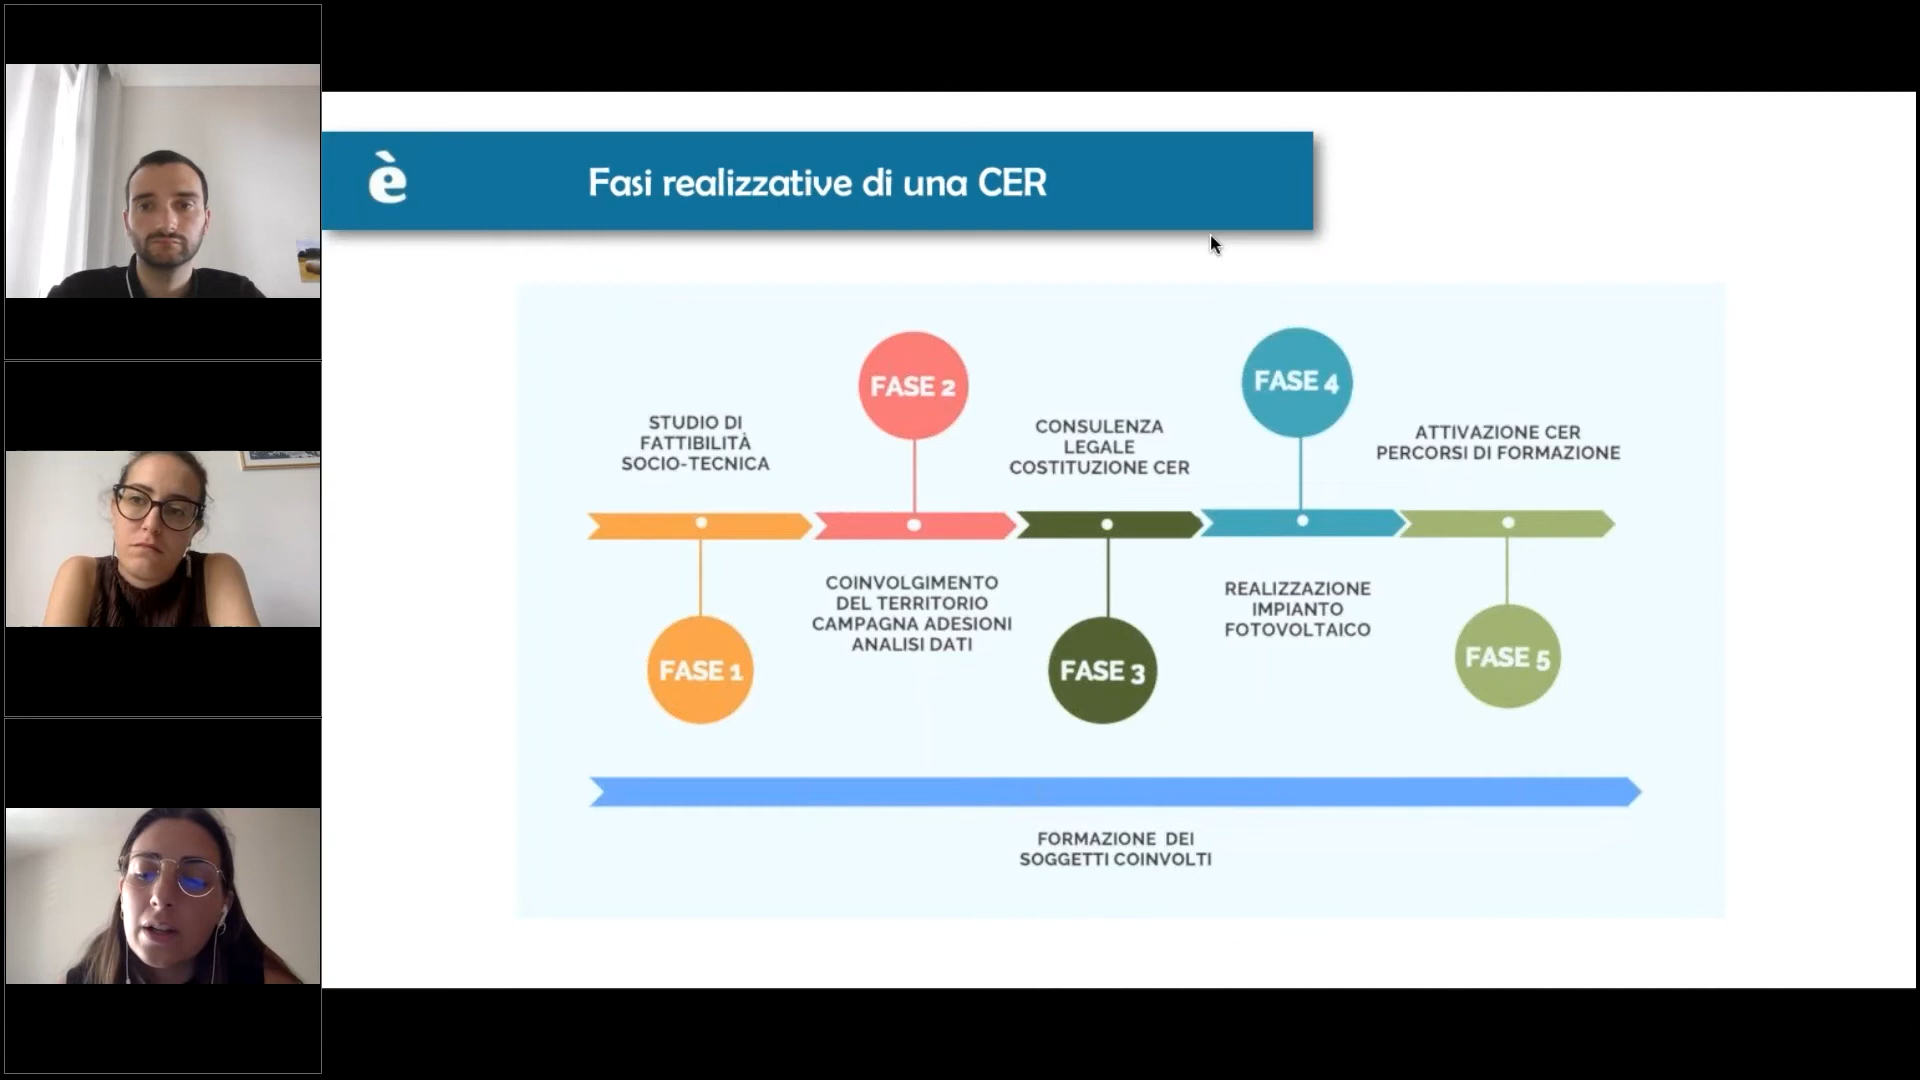 è
Fasi realizzative di una CER
FASE 2
FASE 4
STUDIO DI
FATTIBILITÀ
SOCIO-TECNICA
CONSULENZA
LEGALE
COSTITUZIONE CER
ATTIVAZIONE CER
PERCORSI DI FORMAZIONE
COINVOLGIMENTO
DEL TERRITORIO
CAMPAGNA ADESIONI
ANALISI DATI
REALIZZAZIONE
IMPIANTO
FOTOVOLTAICO
FASE 1
FASE 3
FASE 5
FORMAZIONE DEI
SOGGETTI COINVOLTI